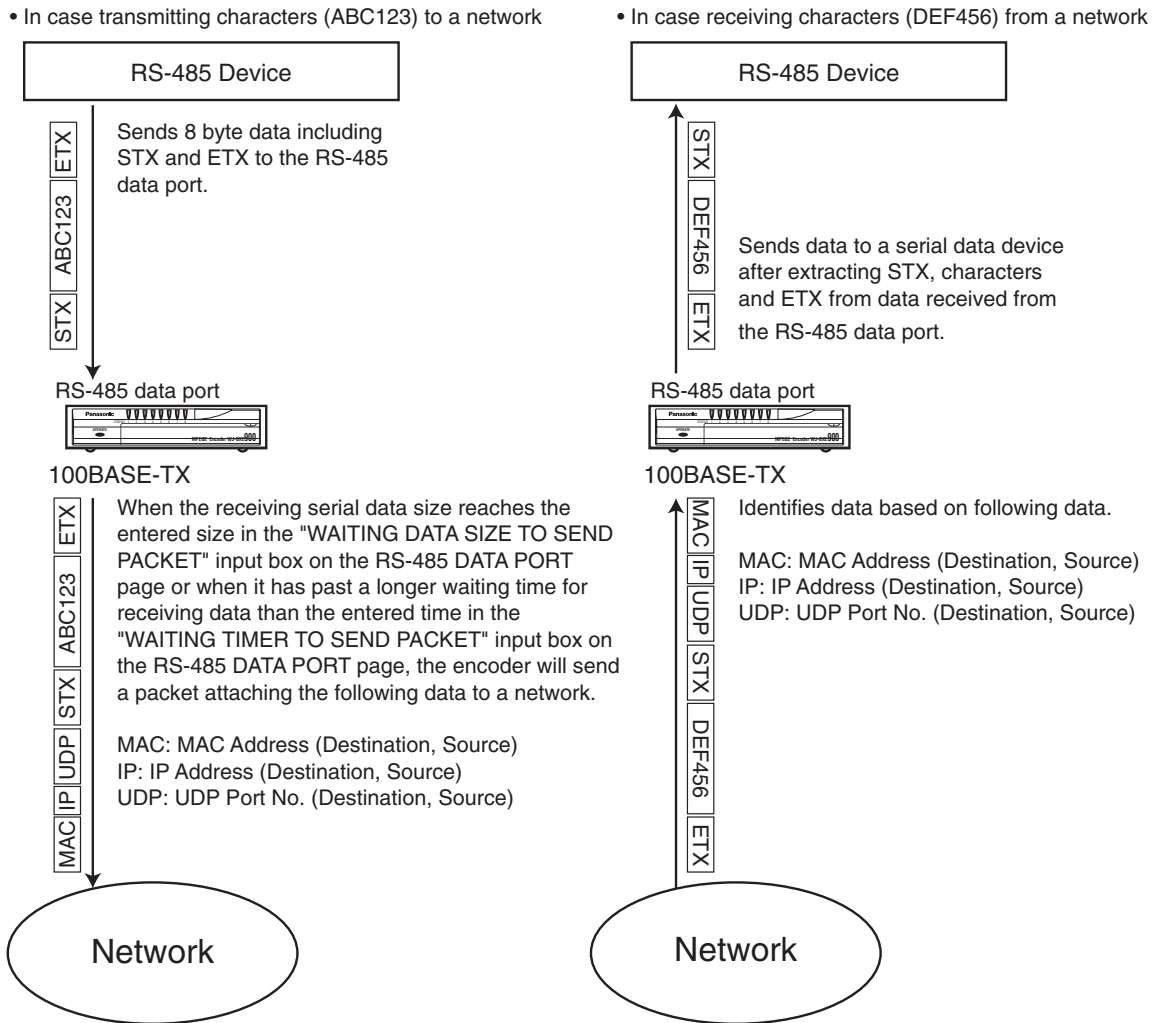 • In case transmitting characters (ABC123) to a network
RS-485 Device
ETX
ABC123
STX
Sends 8 byte data including
STX and ETX to the RS-485
data port.
RS-485 data port
Panasonic
OPERATE
MPEG2 Encoder WJ-GXE900
100BASE-TX
ETX
ABC123
STX
UDP
IP
MAC
When the receiving serial data size reaches the
entered size in the "WAITING DATA SIZE TO SEND
PACKET" input box on the RS-485 DATA PORT
page or when it has past a longer waiting time for
receiving data than the entered time in the
"WAITING TIMER TO SEND PACKET" input box on
the RS-485 DATA PORT page, the encoder will send
a packet attaching the following data to a network.
MAC: MAC Address (Destination, Source)
IP: IP Address (Destination, Source)
UDP: UDP Port No. (Destination, Source)
Network
• In case receiving characters (DEF456) from a network
RS-485 Device
STX
DEF456
ETX
Sends data to a serial data device
after extracting STX, characters
and ETX from data received from
the RS-485 data port.
RS-485 data port
Panasonic
OPERATE
MPEG2 Encoder WJ-GXE900
100BASE-TX
MAC
IP
UDP
STX
DEF456
ETX
Identifies data based on following data.
MAC: MAC Address (Destination, Source)
IP: IP Address (Destination, Source)
UDP: UDP Port No. (Destination, Source)
Network